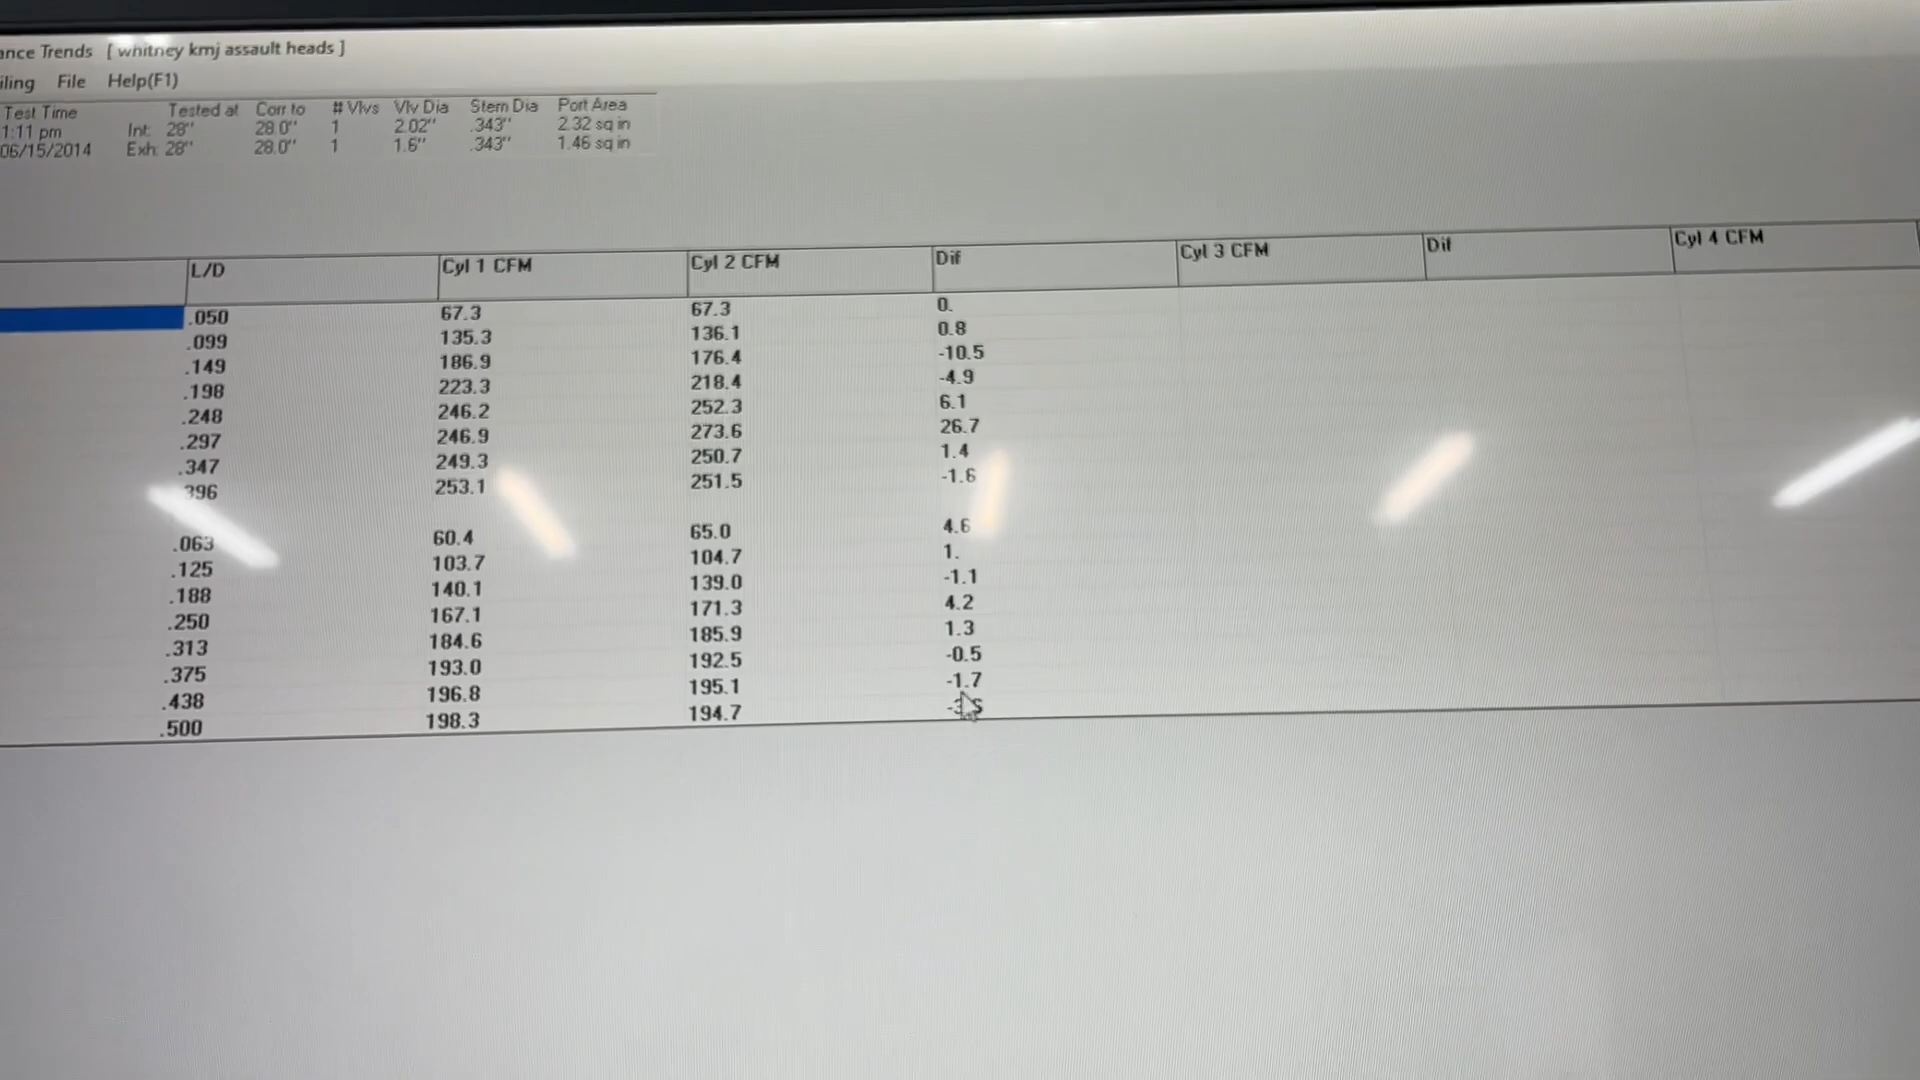 ance Trends [ whitney kmj assault heads ]
iling File Help(F1)
Test Time Tested at Corr to # Vlvs Vlv Dia Stem Dia Port Area
1:11 pm Int: 28" 28.0" 1 2.02" .343" 2.32 sq in
06/15/2014 Exh: 28" 28.0" 1 1.6" .343" 1.46 sq in
L/D Cyl 1 CFM Cyl 2 CFM Dif Cyl 3 CFM Dif Cyl 4 CFM
.050 67.3 67.3 0.
.099 135.3 136.1 0.8
.149 186.9 176.4 -10.5
.198 223.3 218.4 -4.9
.248 246.2 252.3 6.1
.297 246.9 273.6 26.7
.347 249.3 250.7 1.4
.396 253.1 251.5 -1.6
.063 60.4 65.0 4.6
.125 103.7 104.7 1.
.188 140.1 139.0 -1.1
.250 167.1 171.3 4.2
.313 184.6 185.9 1.3
.375 193.0 192.5 -0.5
.438 196.8 195.1 -1.7
.500 198.3 194.7